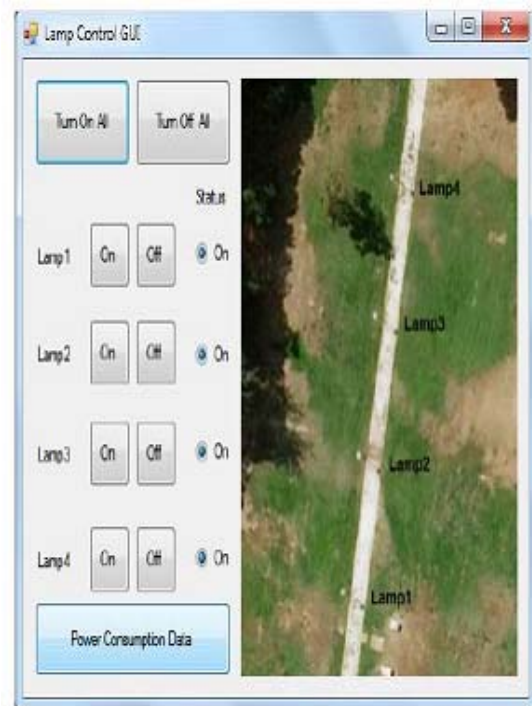 Lamp Control GUI
Turn On All
Turn Off All
Status
Lamp1 On Off On
Lamp2 On Off On
Lamp3 On Off On
Lamp4 On Off On
Power Consumption Data
Lamp4
Lamp3
Lamp2
Lamp1